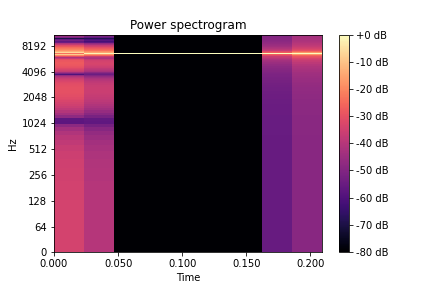 Power spectrogram
Hz
8192
4096
2048
1024
512
256
128
64
0
0.000 0.050 0.100 0.150 0.200
Time
+0 dB
-10 dB
-20 dB
-30 dB
-40 dB
-50 dB
-60 dB
-70 dB
-80 dB